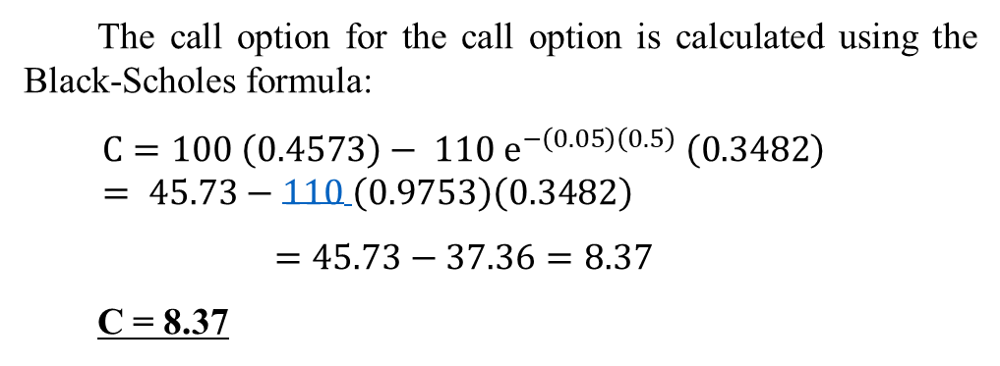 The call option for the call option is calculated using the
Black-Scholes formula:
C = 100 (0.4573) − 110 e^−(0.05)(0.5) (0.3482)
= 45.73 − 110 (0.9753)(0.3482)
= 45.73 − 37.36 = 8.37
C = 8.37